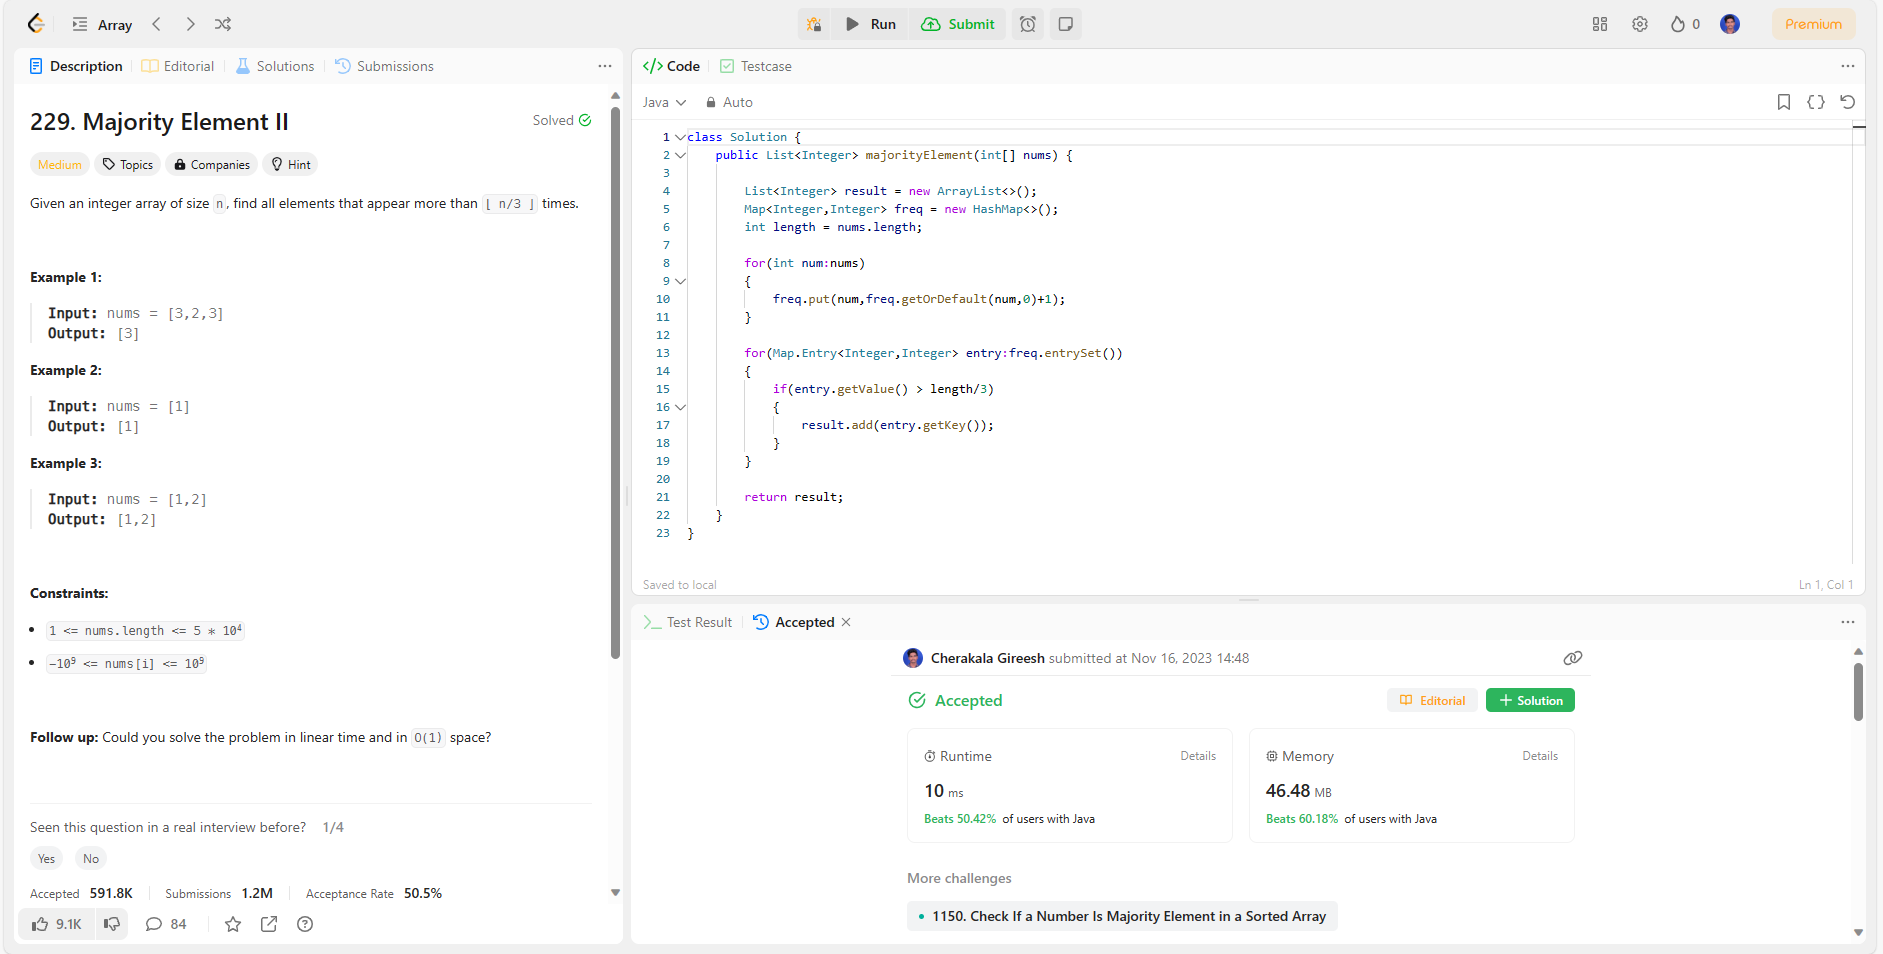 Array
Run
Submit
0
Premium
Description
Editorial
Solutions
Submissions
229. Majority Element II
Solved
Medium
Topics
Companies
Hint
Given an integer array of size n, find all elements that appear more than ⌊ n/3 ⌋ times.
Example 1:
Input: nums = [3,2,3]
Output: [3]
Example 2:
Input: nums = [1]
Output: [1]
Example 3:
Input: nums = [1,2]
Output: [1,2]
Constraints:
• 1 <= nums.length <= 5 * 10⁴
• -10⁹ <= nums[i] <= 10⁹
Follow up: Could you solve the problem in linear time and in O(1) space?
Seen this question in a real interview before? 1/4
Yes
No
Accepted 591.8K
Submissions 1.2M
Acceptance Rate 50.5%
9.1K
84
</> Code
Testcase
Java
Auto
1 class Solution {
2     public List<Integer> majorityElement(int[] nums) {
3
4         List<Integer> result = new ArrayList<>();
5         Map<Integer,Integer> freq = new HashMap<>();
6         int length = nums.length;
7
8         for(int num:nums)
9         {
10             freq.put(num,freq.getOrDefault(num,0)+1);
11         }
12
13         for(Map.Entry<Integer,Integer> entry:freq.entrySet())
14         {
15             if(entry.getValue() > length/3)
16             {
17                 result.add(entry.getKey());
18             }
19         }
20
21         return result;
22     }
23 }
Saved to local
Ln 1, Col 1
Test Result
Accepted
Cherakala Gireesh submitted at Nov 16, 2023 14:48
Accepted
Editorial
Solution
Runtime
Details
10 ms
Beats 50.42% of users with Java
Memory
Details
46.48 MB
Beats 60.18% of users with Java
More challenges
• 1150. Check If a Number Is Majority Element in a Sorted Array